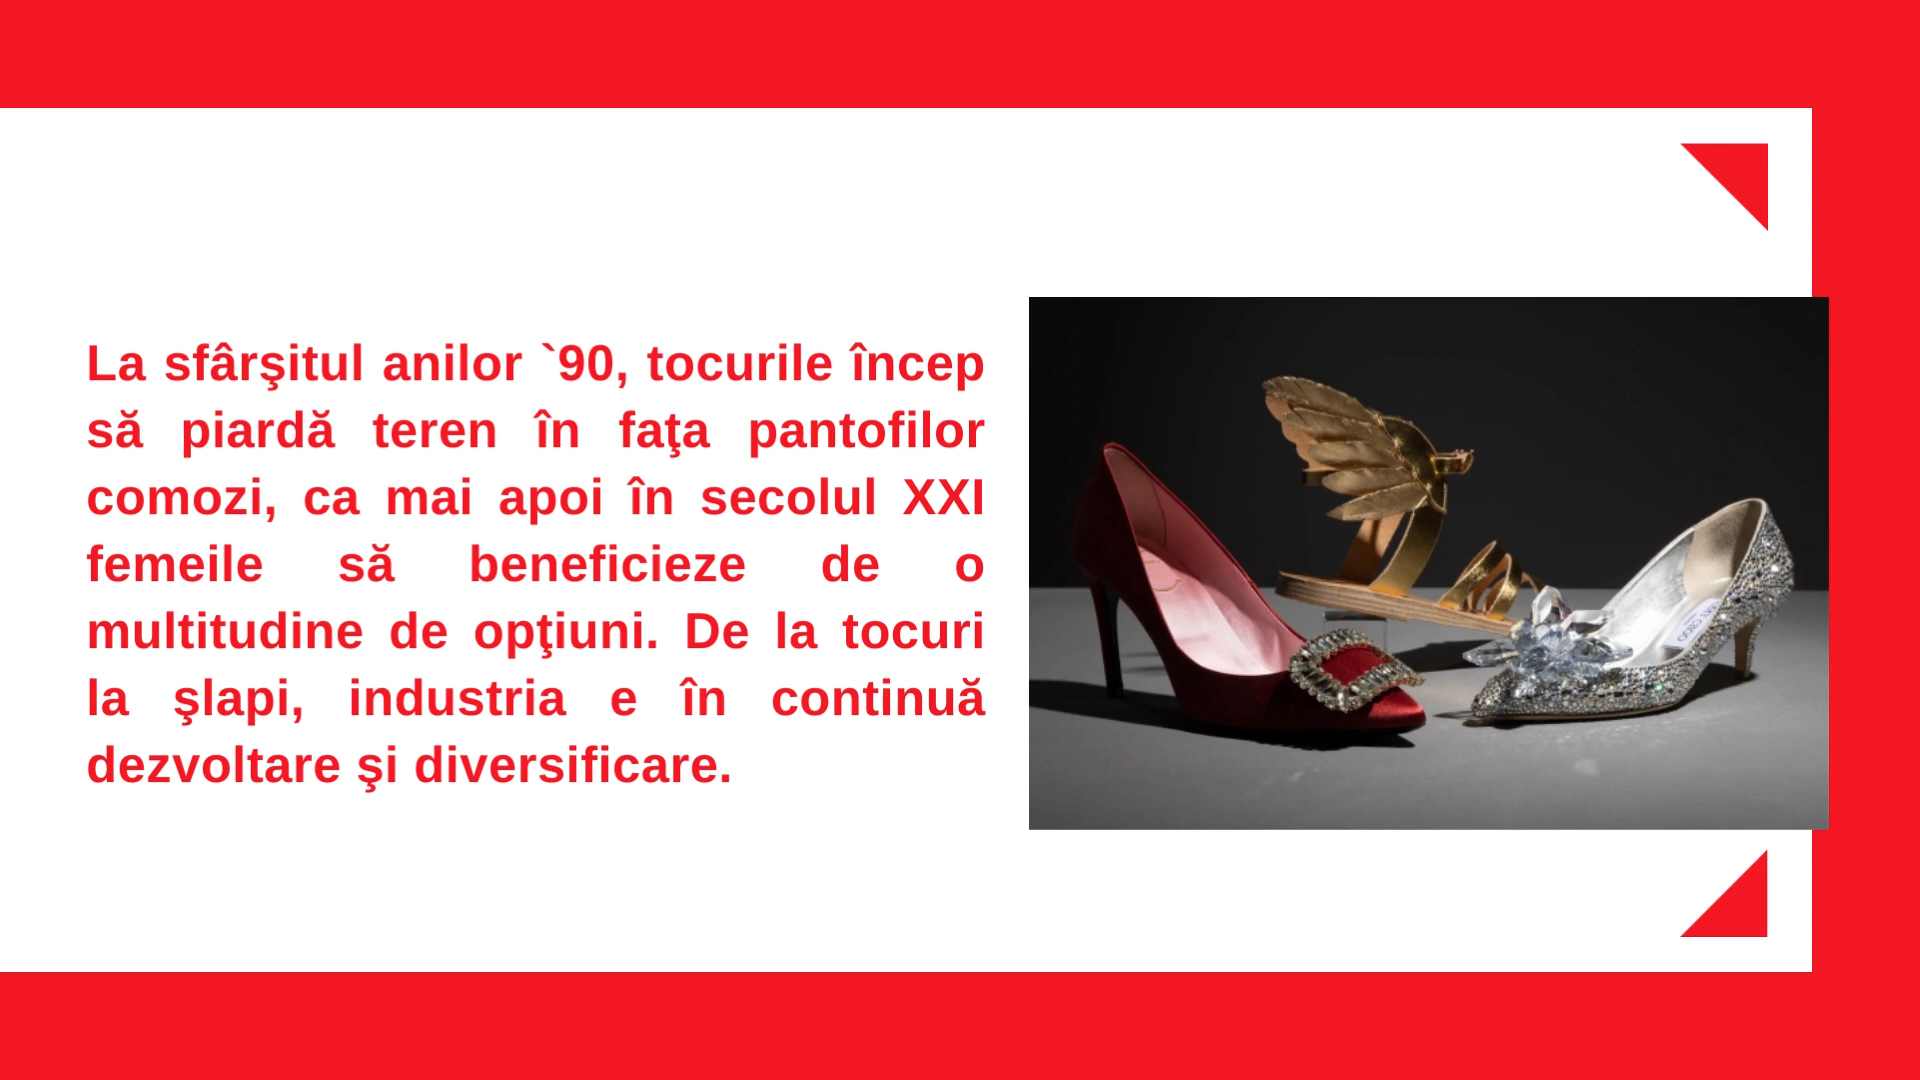 La sfârşitul anilor `90, tocurile încep
să piardă teren în faţa pantofilor
comozi, ca mai apoi în secolul XXI
femeile să beneficieze de o
multitudine de opţiuni. De la tocuri
la şlapi, industria e în continuă
dezvoltare şi diversificare.